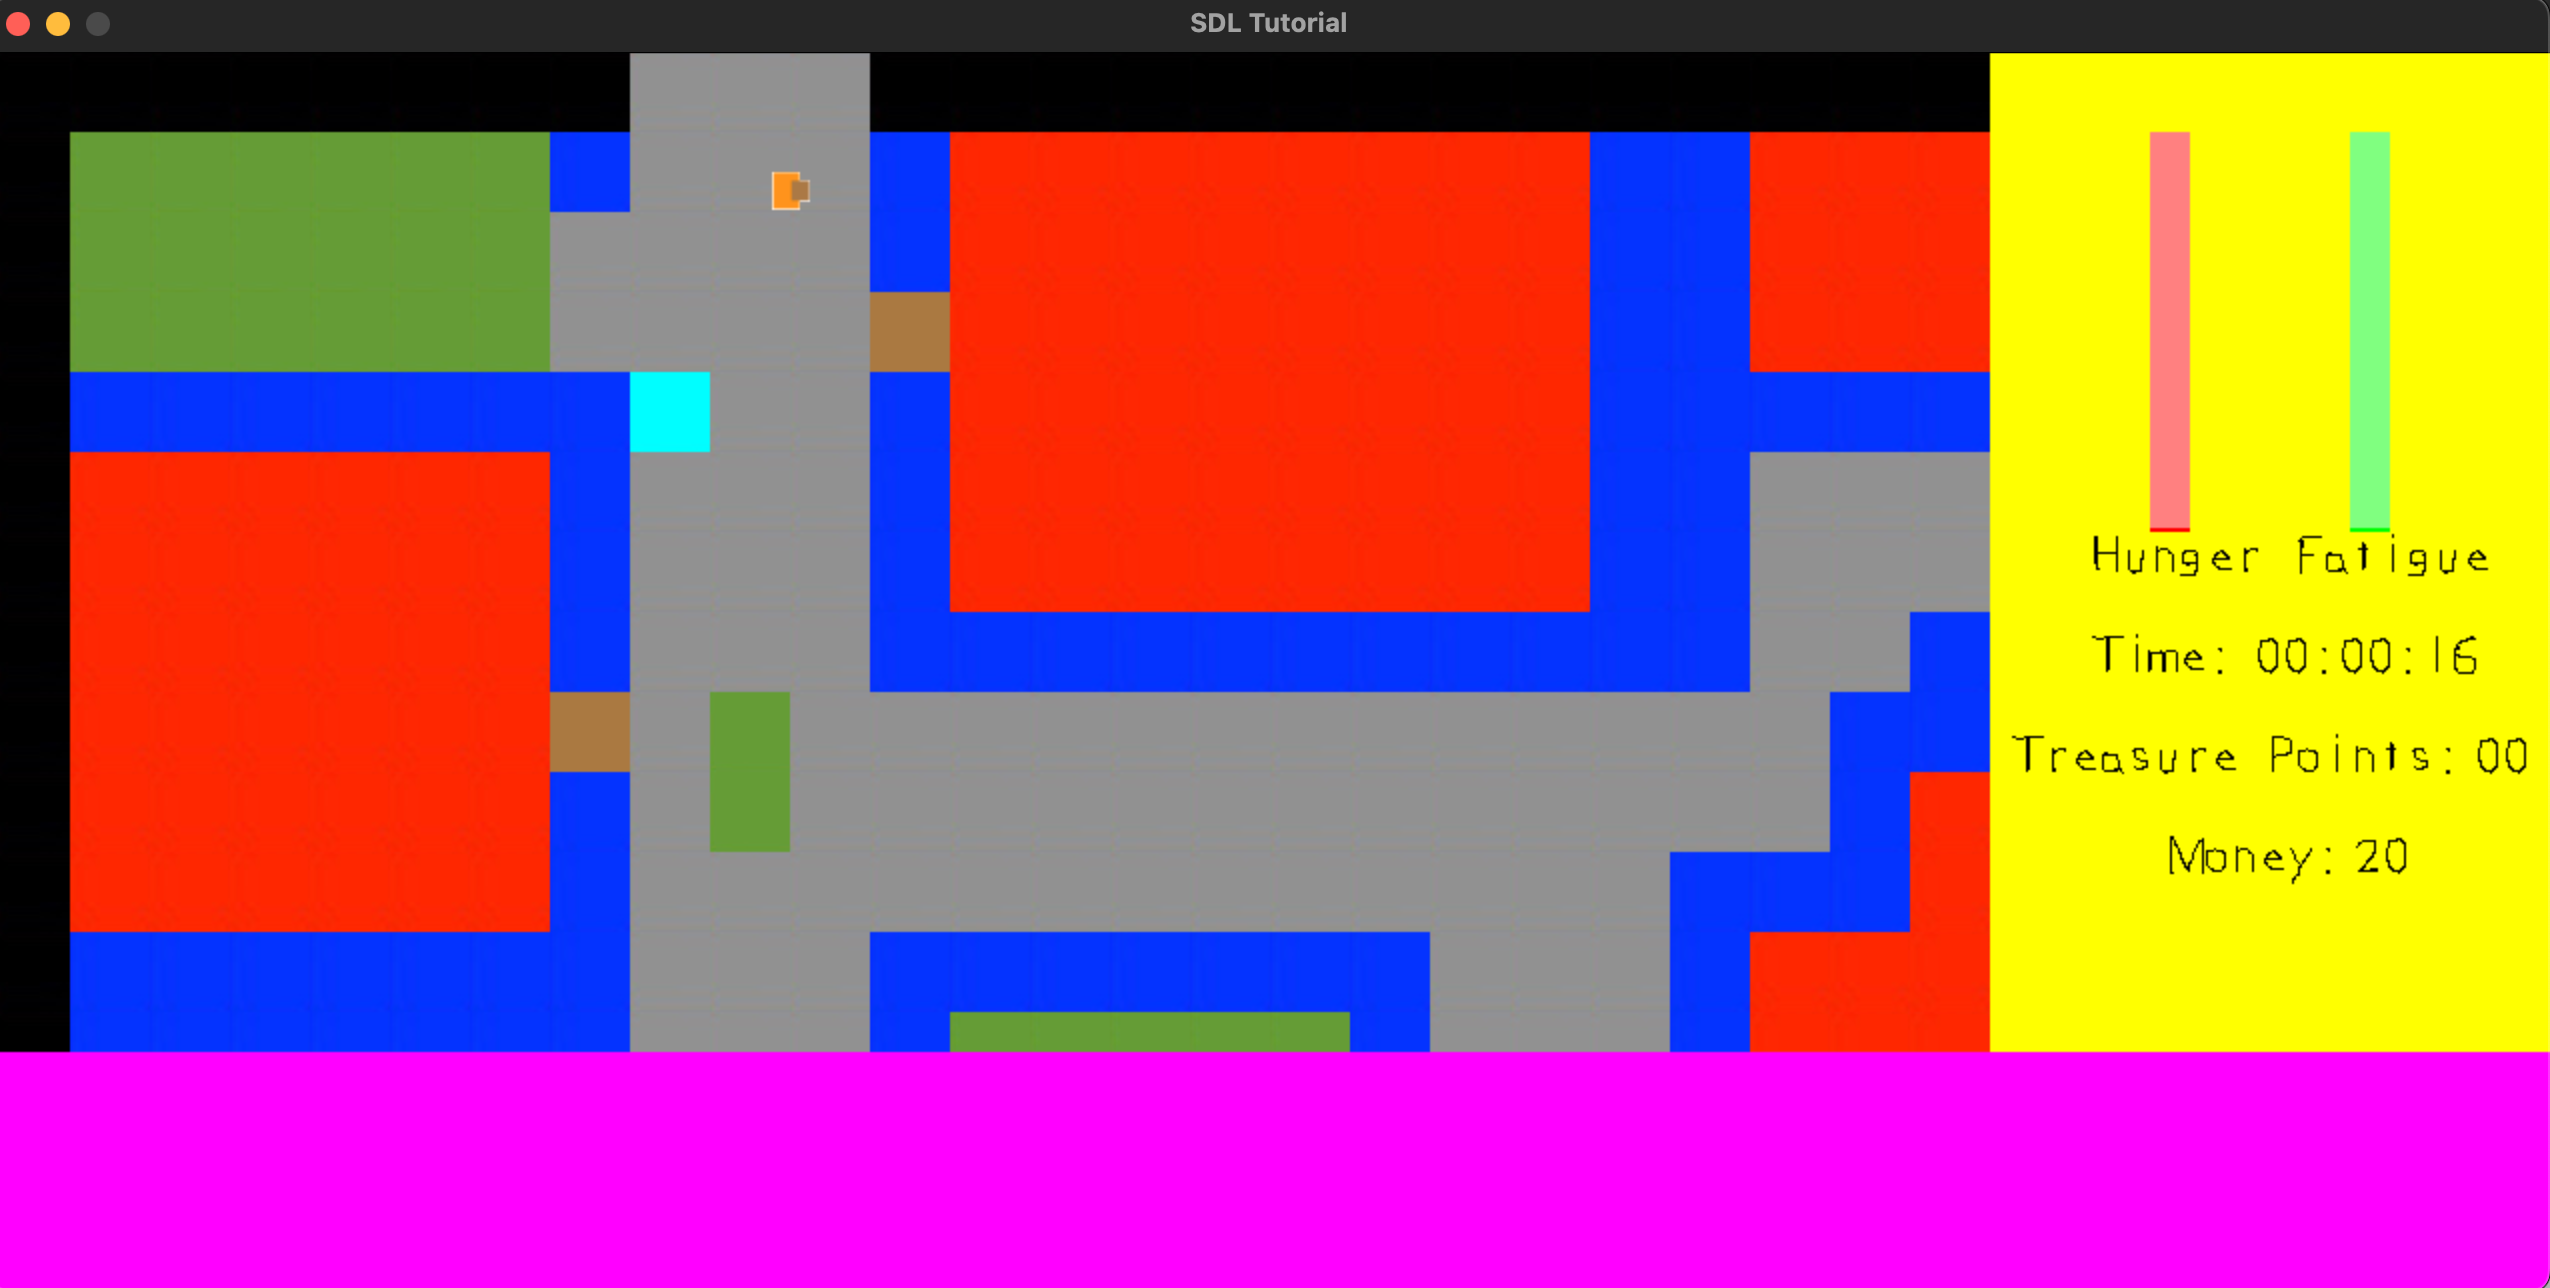 SDL Tutorial
Hunger Fatigue
Time: 00:00:16
Treasure Points: 00
Money: 20